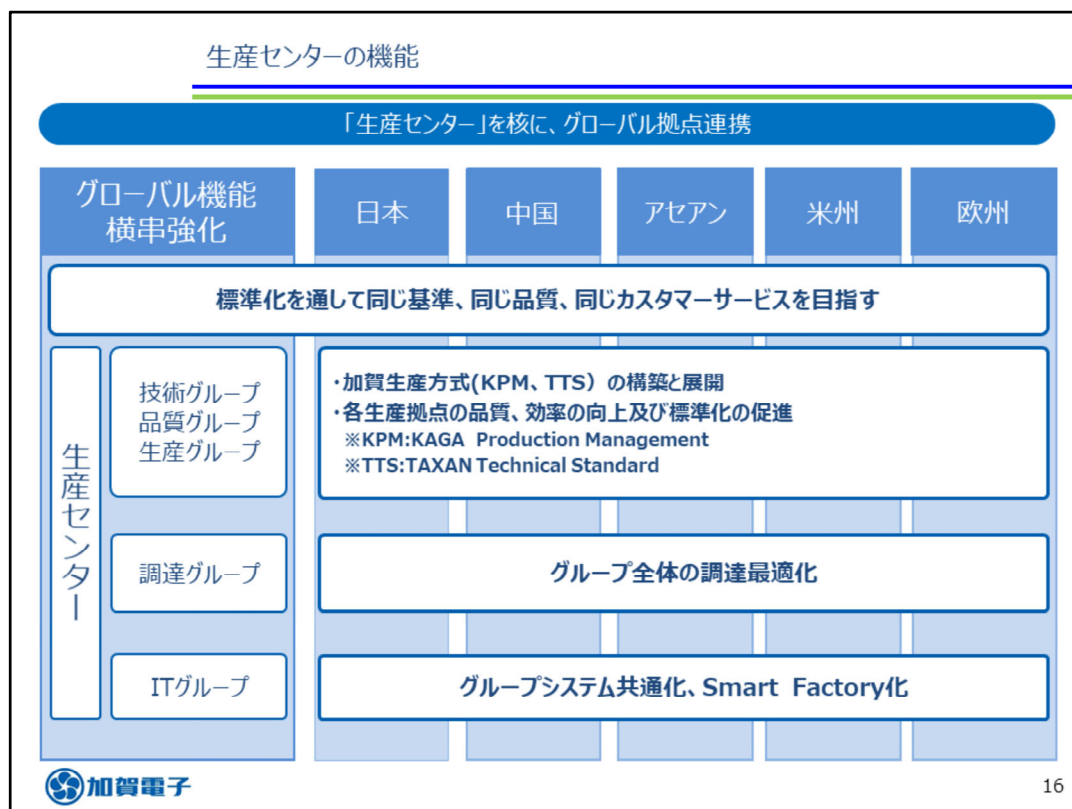 生産センターの機能
「生産センター」を核に、グローバル拠点連携
グローバル機能
横串強化
日本
中国
アセアン
米州
欧州
標準化を通して同じ基準、同じ品質、同じカスタマーサービスを目指す
生産センター
技術グループ
品質グループ
生産グループ
・加賀生産方式(KPM、TTS）の構築と展開
・各生産拠点の品質、効率の向上及び標準化の促進
※KPM:KAGA Production Management
※TTS:TAXAN Technical Standard
調達グループ
グループ全体の調達最適化
ITグループ
グループシステム共通化、Smart Factory化
加賀電子
16